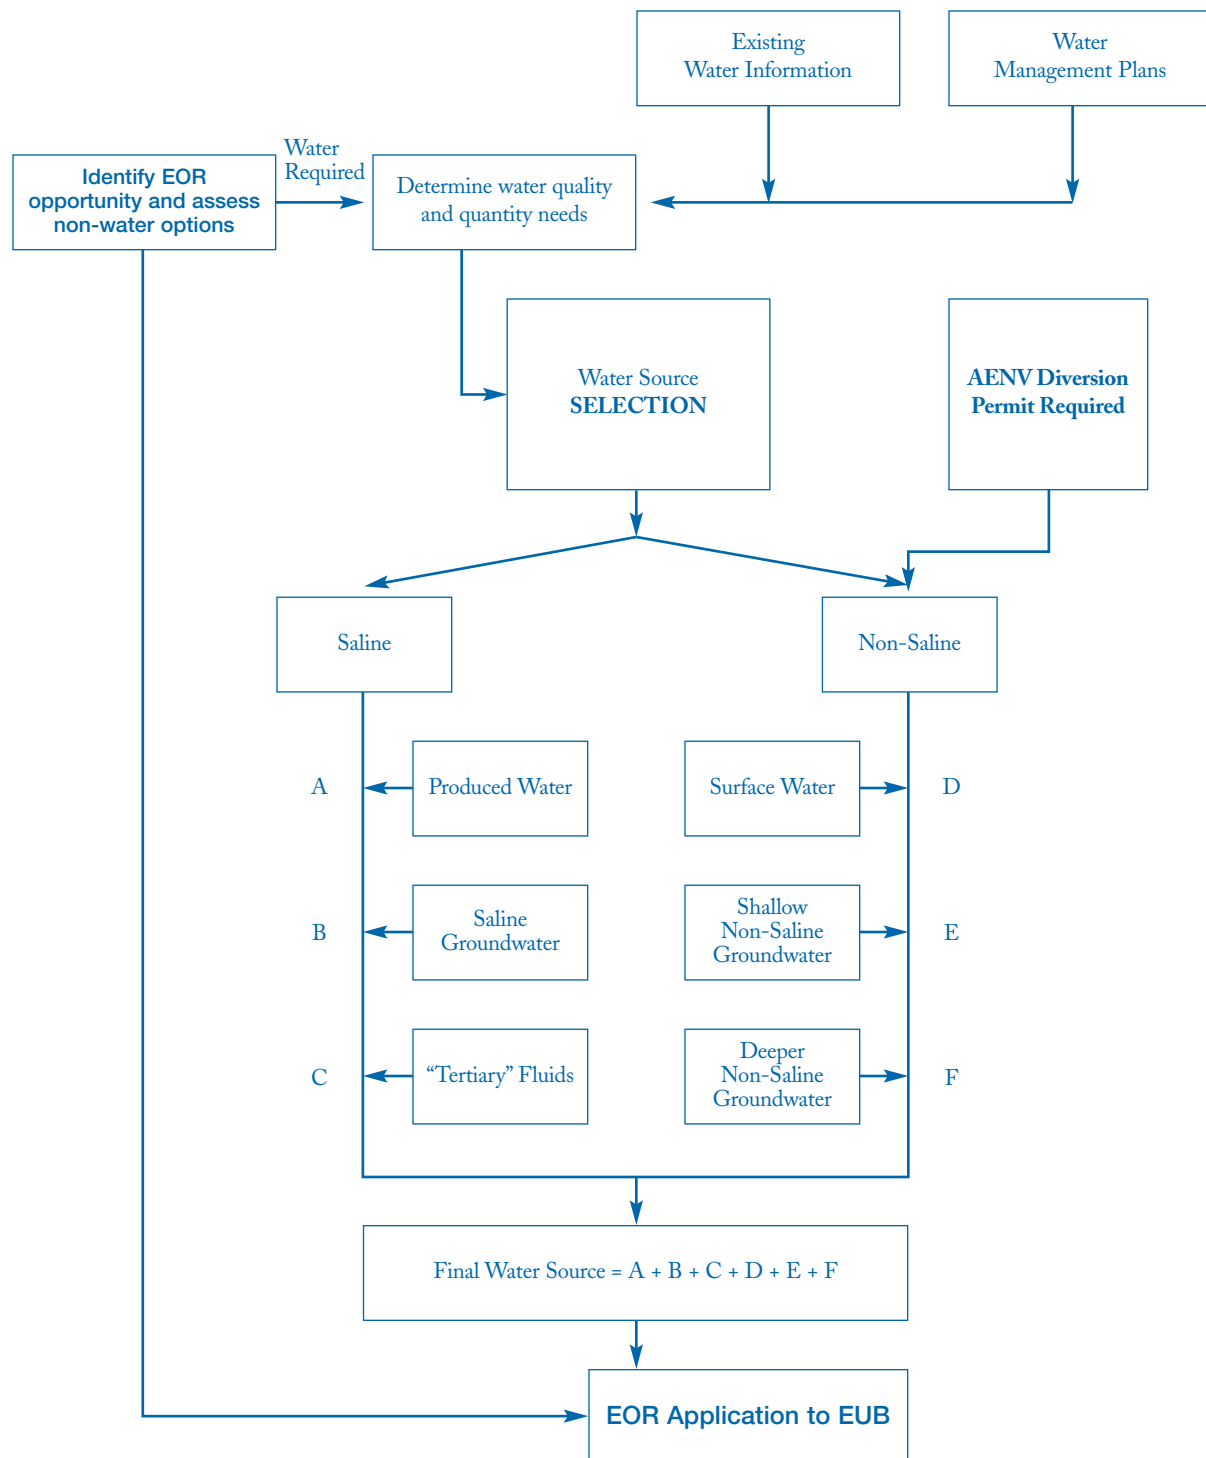 Existing
Water Information
Water
Management Plans
Identify EOR
opportunity and assess
non-water options
Water
Required
Determine water quality
and quantity needs
Water Source
SELECTION
AENV Diversion
Permit Required
Saline
Non-Saline
A
Produced Water
Surface Water
D
B
Saline
Groundwater
Shallow
Non-Saline
Groundwater
E
C
“Tertiary” Fluids
Deeper
Non-Saline
Groundwater
F
Final Water Source = A + B + C + D + E + F
EOR Application to EUB